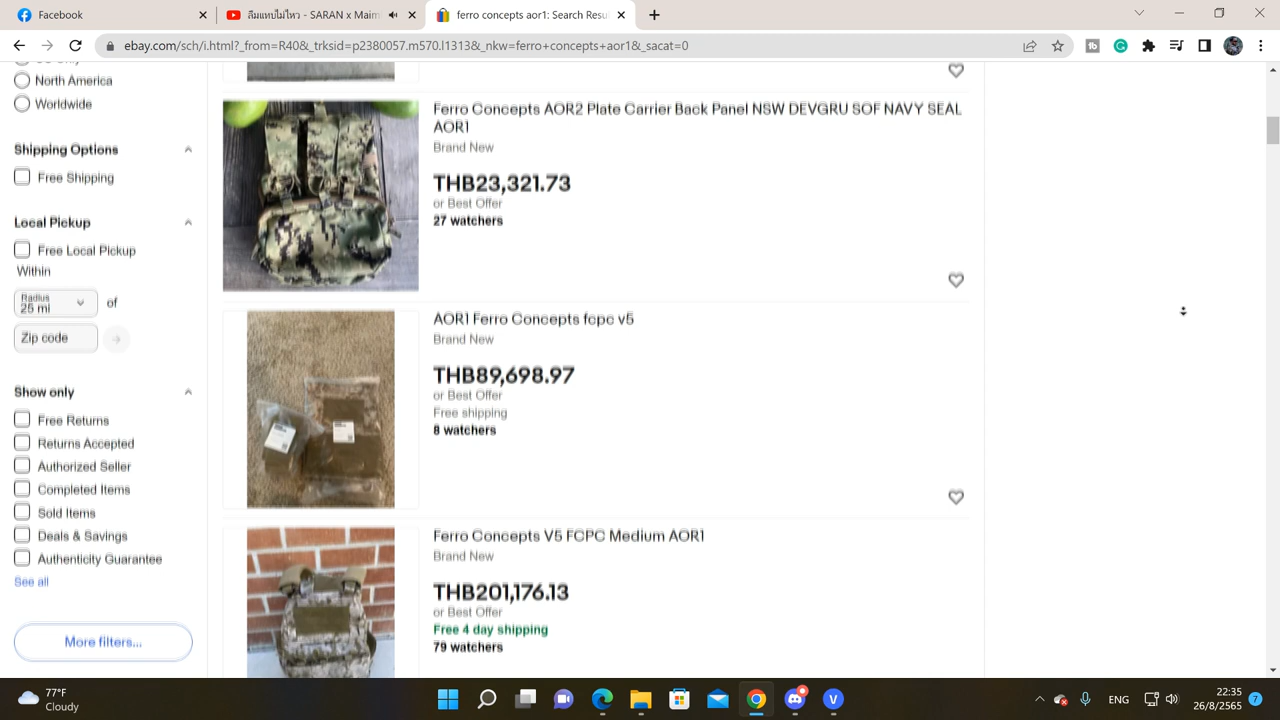 Facebook
ลืมแทบไม่ไหว - SARAN x Maim
ferro concepts aor1: Search Resu
ebay.com/sch/i.html?_from=R40&_trksid=p2380057.m570.l1313&_nkw=ferro+concepts+aor1&_sacat=0
North America
Worldwide
Shipping Options
Free Shipping
Local Pickup
Free Local Pickup
Within
Radius
25 mi
of
Zip code
Show only
Free Returns
Returns Accepted
Authorized Seller
Completed Items
Sold Items
Deals & Savings
Authenticity Guarantee
See all
More filters...
Ferro Concepts AOR2 Plate Carrier Back Panel NSW DEVGRU SOF NAVY SEAL
AOR1
Brand New
THB23,321.73
or Best Offer
27 watchers
AOR1 Ferro Concepts fcpc v5
Brand New
THB89,698.97
or Best Offer
Free shipping
8 watchers
Ferro Concepts V5 FCPC Medium AOR1
Brand New
THB201,176.13
or Best Offer
Free 4 day shipping
79 watchers
77°F
Cloudy
ENG
22:35
26/8/2565
7